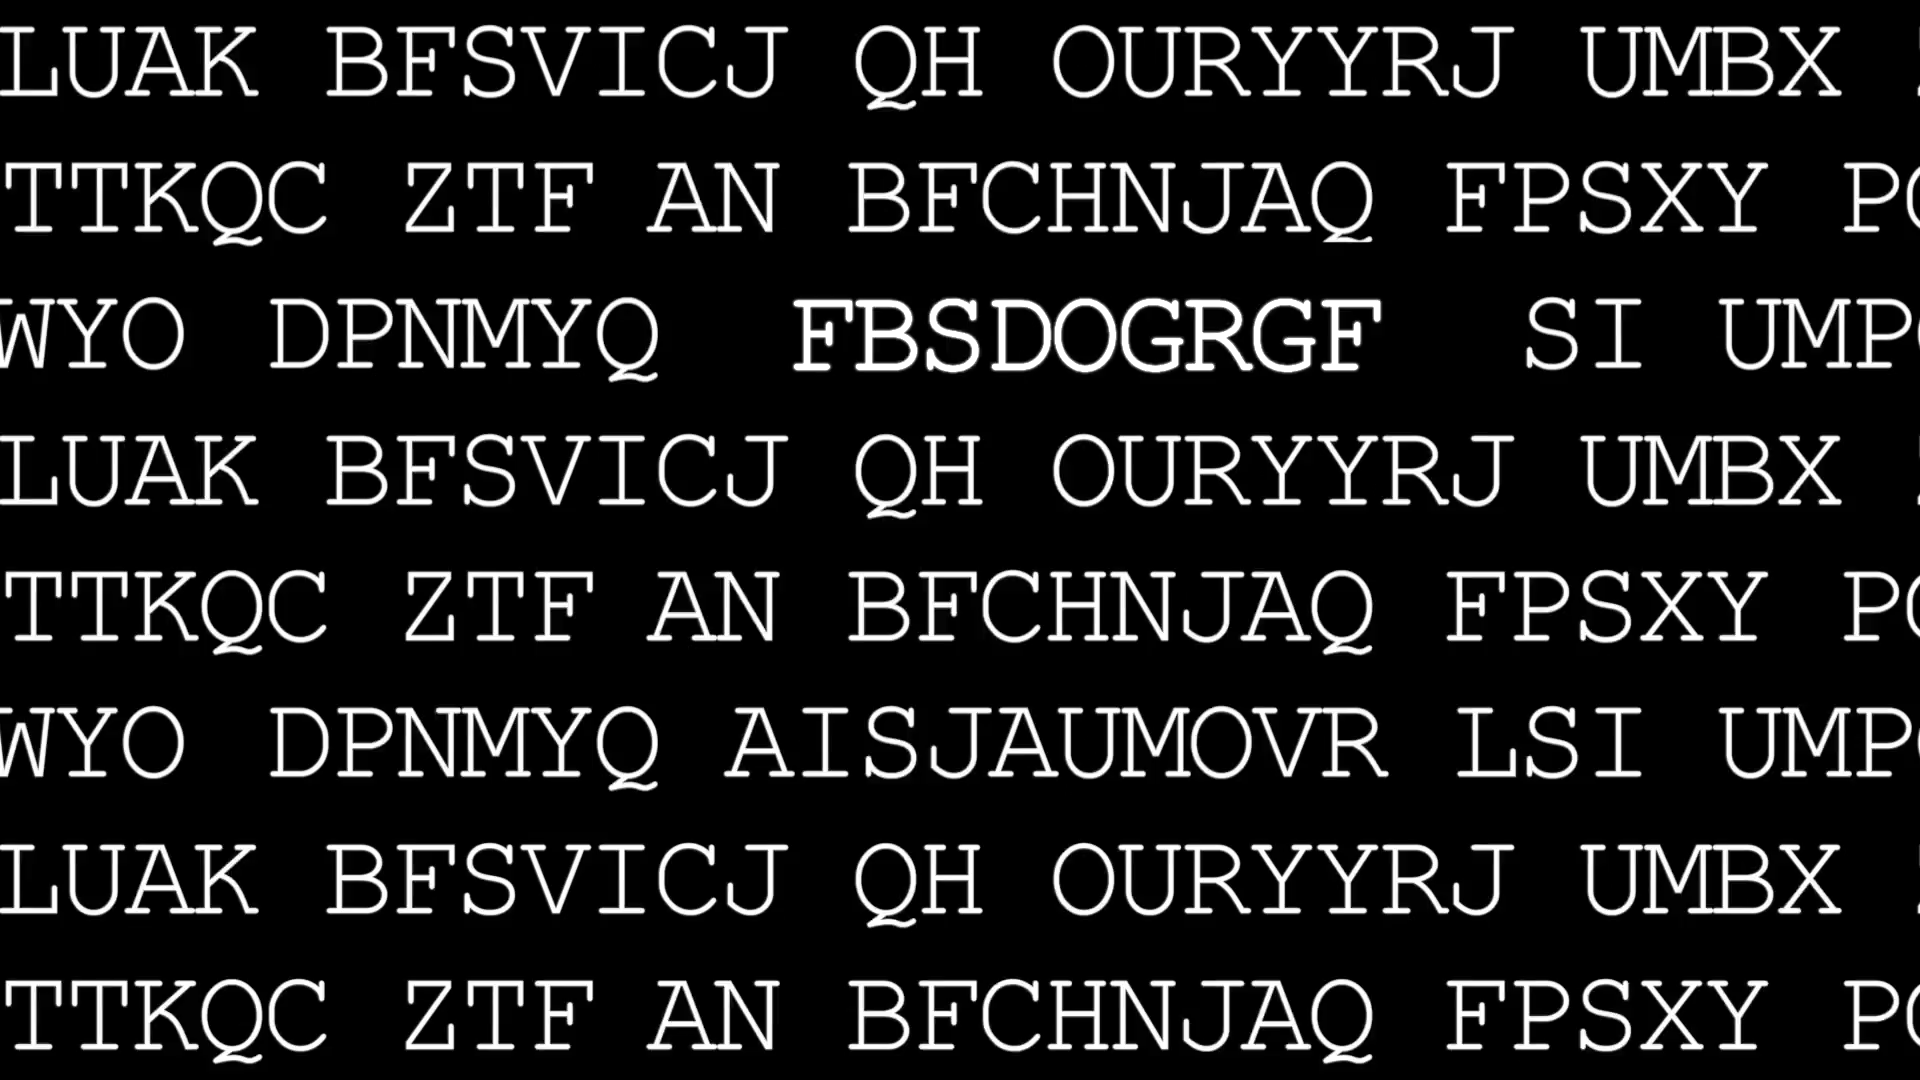 LUAK BFSVICJ QH OURYYRJ UMBX
TTKQC ZTF AN BFCHNJAQ FPSXY
WYO DPNMYQ FBSDOGRGF SI UMP
LUAK BFSVICJ QH OURYYRJ UMBX
TTKQC ZTF AN BFCHNJAQ FPSXY
WYO DPNMYQ AISJAUMOVR LSI UMP
LUAK BFSVICJ QH OURYYRJ UMBX
TTKQC ZTF AN BFCHNJAQ FPSXY